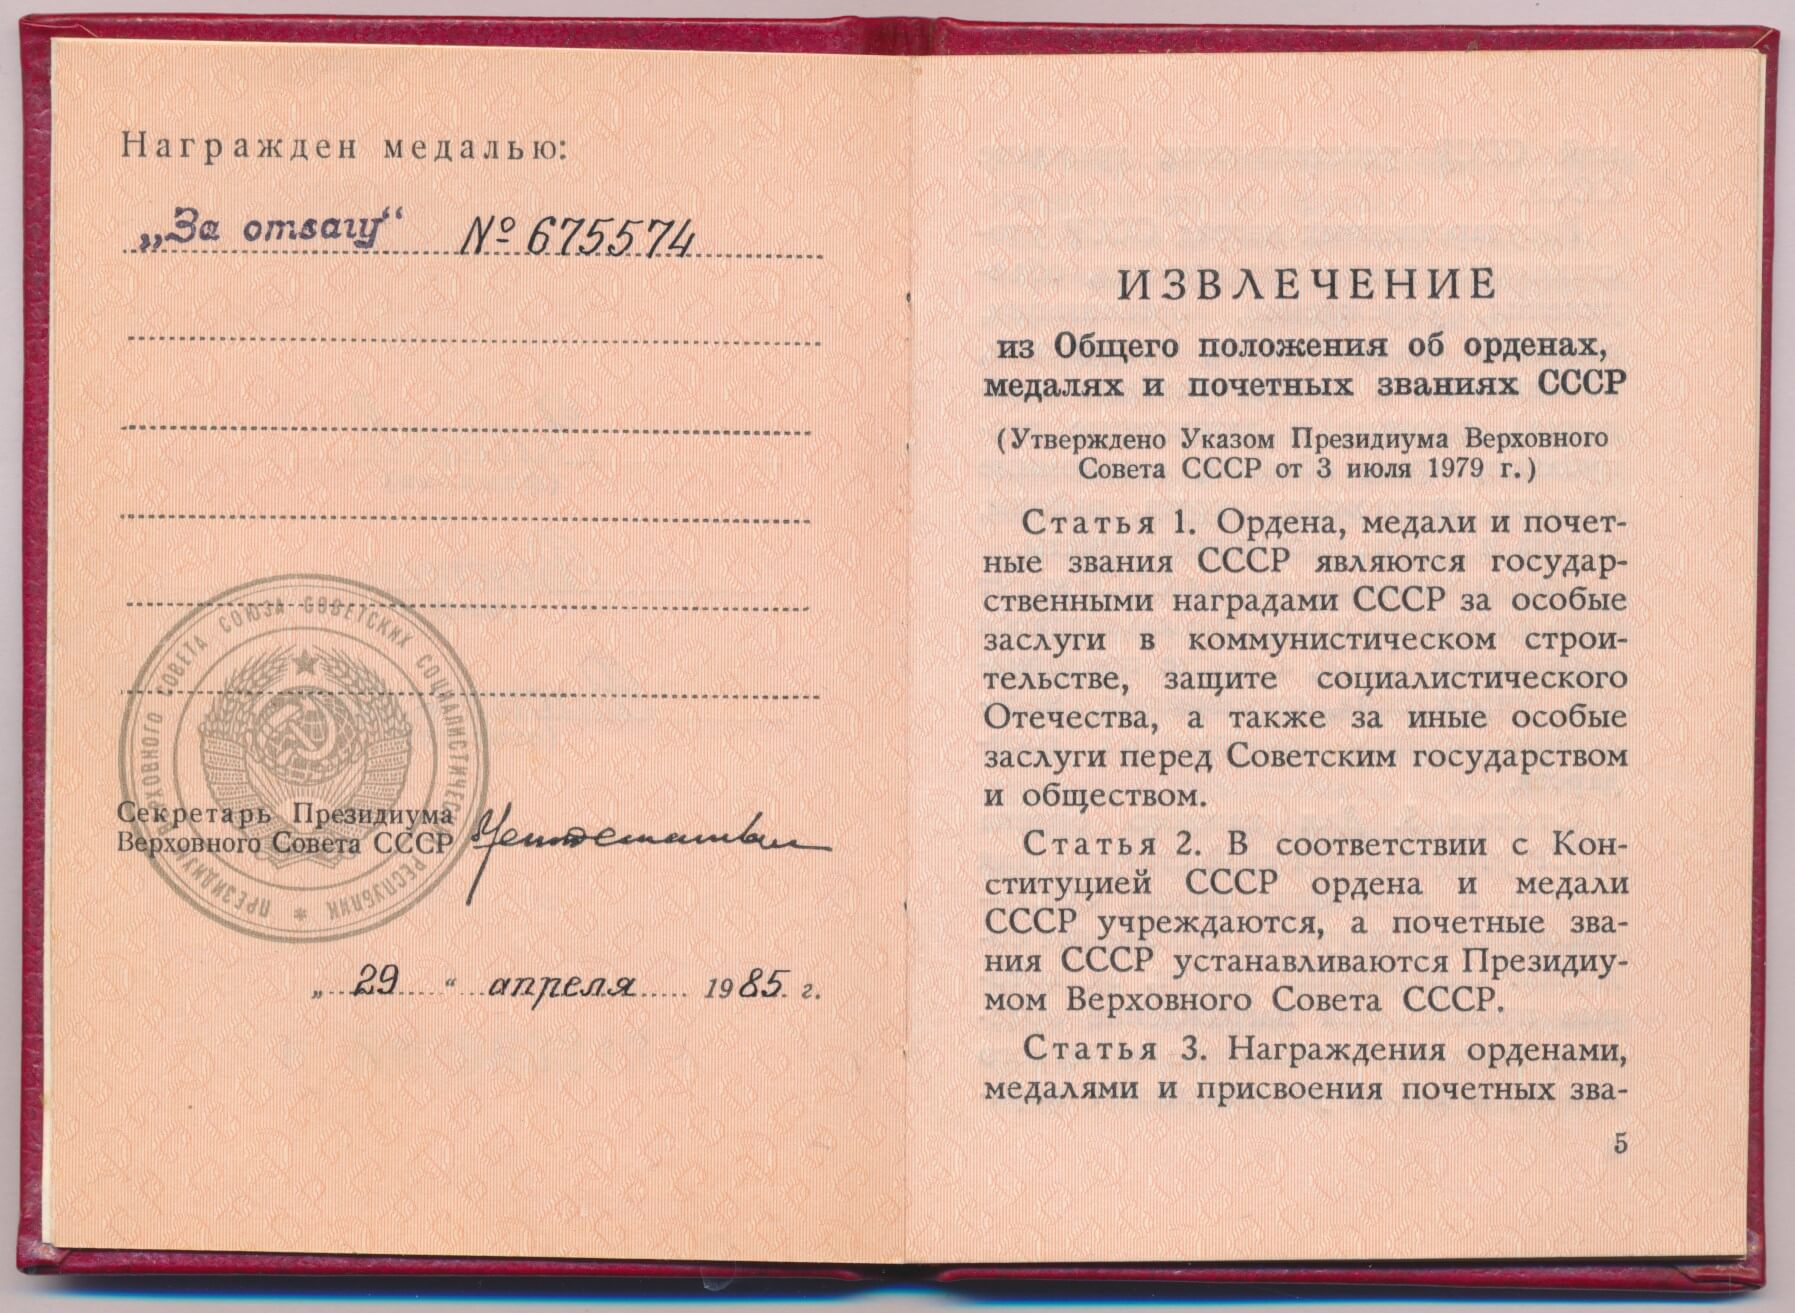 Награжден медалью:
„За отвагу“ № 675574
ПРЕЗИДИУМ ВЕРХОВНОГО СОВЕТА СОЮЗА СОВЕТСКИХ СОЦИАЛИСТИЧЕСКИХ РЕСПУБЛИК *
Секретарь Президиума
Верховного Совета СССР
„ 29 “ апреля 1985 г.
ИЗВЛЕЧЕНИЕ
из Общего положения об орденах,
медалях и почетных званиях СССР
(Утверждено Указом Президиума Верховного
Совета СССР от 3 июля 1979 г.)
Статья 1. Ордена, медали и почет-
ные звания СССР являются государ-
ственными наградами СССР за особые
заслуги в коммунистическом строи-
тельстве, защите социалистического
Отечества, а также за иные особые
заслуги перед Советским государством
и обществом.
Статья 2. В соответствии с Кон-
ституцией СССР ордена и медали
СССР учреждаются, а почетные зва-
ния СССР устанавливаются Президиу-
мом Верховного Совета СССР.
Статья 3. Награждения орденами,
медалями и присвоения почетных зва-
5